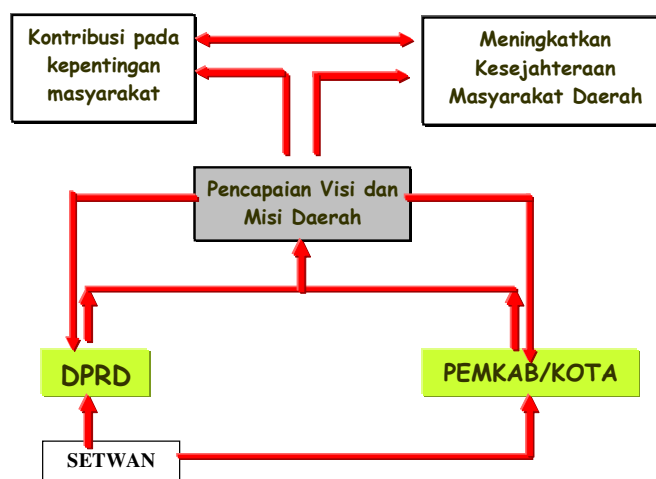 Kontribusi pada
kepentingan
masyarakat
Meningkatkan
Kesejahteraan
Masyarakat Daerah
Pencapaian Visi dan
Misi Daerah
DPRD
PEMKAB/KOTA
SETWAN